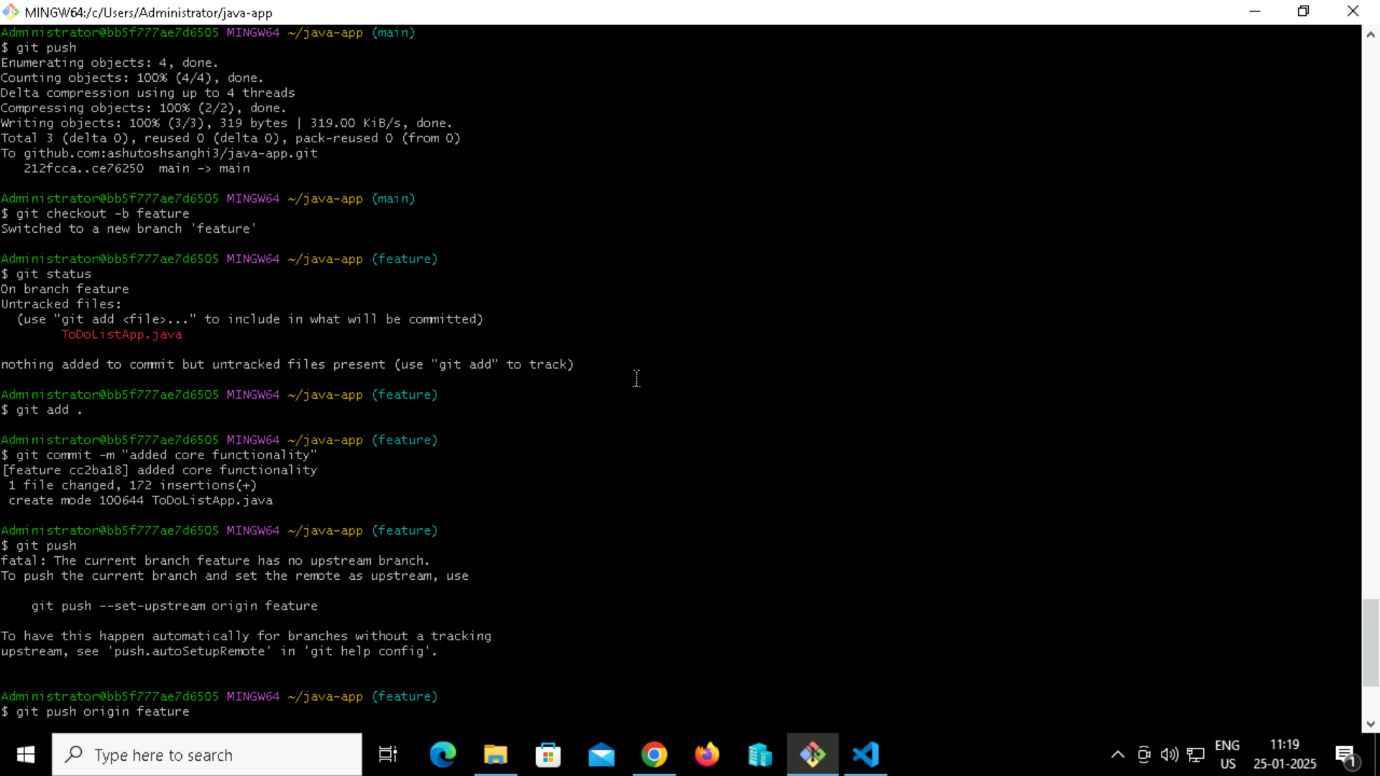 MINGW64:/c/Users/Administrator/java-app
Administrator@bb5f777ae7d6505 MINGW64 ~/java-app (main)
$ git push
Enumerating objects: 4, done.
Counting objects: 100% (4/4), done.
Delta compression using up to 4 threads
Compressing objects: 100% (2/2), done.
Writing objects: 100% (3/3), 319 bytes | 319.00 KiB/s, done.
Total 3 (delta 0), reused 0 (delta 0), pack-reused 0 (from 0)
To github.com:ashutoshsanghi3/java-app.git
   212fcca..ce76250  main -> main
Administrator@bb5f777ae7d6505 MINGW64 ~/java-app (main)
$ git checkout -b feature
Switched to a new branch 'feature'
Administrator@bb5f777ae7d6505 MINGW64 ~/java-app (feature)
$ git status
On branch feature
Untracked files:
  (use "git add <file>..." to include in what will be committed)
        ToDoListApp.java
nothing added to commit but untracked files present (use "git add" to track)
Administrator@bb5f777ae7d6505 MINGW64 ~/java-app (feature)
$ git add .
Administrator@bb5f777ae7d6505 MINGW64 ~/java-app (feature)
$ git commit -m "added core functionality"
[feature cc2ba18] added core functionality
 1 file changed, 172 insertions(+)
 create mode 100644 ToDoListApp.java
Administrator@bb5f777ae7d6505 MINGW64 ~/java-app (feature)
$ git push
fatal: The current branch feature has no upstream branch.
To push the current branch and set the remote as upstream, use
    git push --set-upstream origin feature
To have this happen automatically for branches without a tracking
upstream, see 'push.autoSetupRemote' in 'git help config'.
Administrator@bb5f777ae7d6505 MINGW64 ~/java-app (feature)
$ git push origin feature
Type here to search
ENG
US
11:19
25-01-2025
1